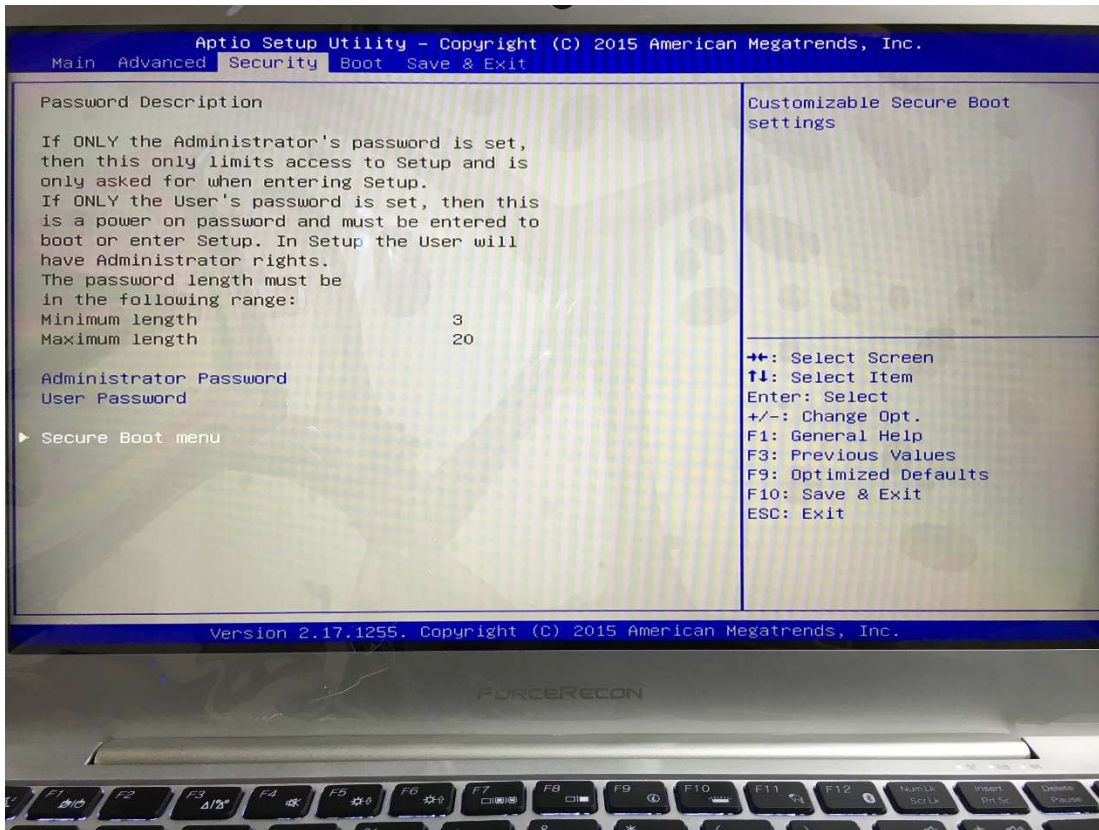 Aptio Setup Utility – Copyright (C) 2015 American Megatrends, Inc.
Main Advanced Security Boot Save & Exit
Password Description
If ONLY the Administrator's password is set,
then this only limits access to Setup and is
only asked for when entering Setup.
If ONLY the User's password is set, then this
is a power on password and must be entered to
boot or enter Setup. In Setup the User will
have Administrator rights.
The password length must be
in the following range:
Minimum length 3
Maximum length 20
Administrator Password
User Password
Secure Boot menu
Customizable Secure Boot
settings
→←: Select Screen
↑↓: Select Item
Enter: Select
+/-: Change Opt.
F1: General Help
F3: Previous Values
F9: Optimized Defaults
F10: Save & Exit
ESC: Exit
Version 2.17.1255. Copyright (C) 2015 American Megatrends, Inc.
FORCERECON
F1 F2 F3 F4 F5 F6 F7 F8 F9 F10 F11 F12 NumLk ScrLk Insert Prt Sc Delete Pause